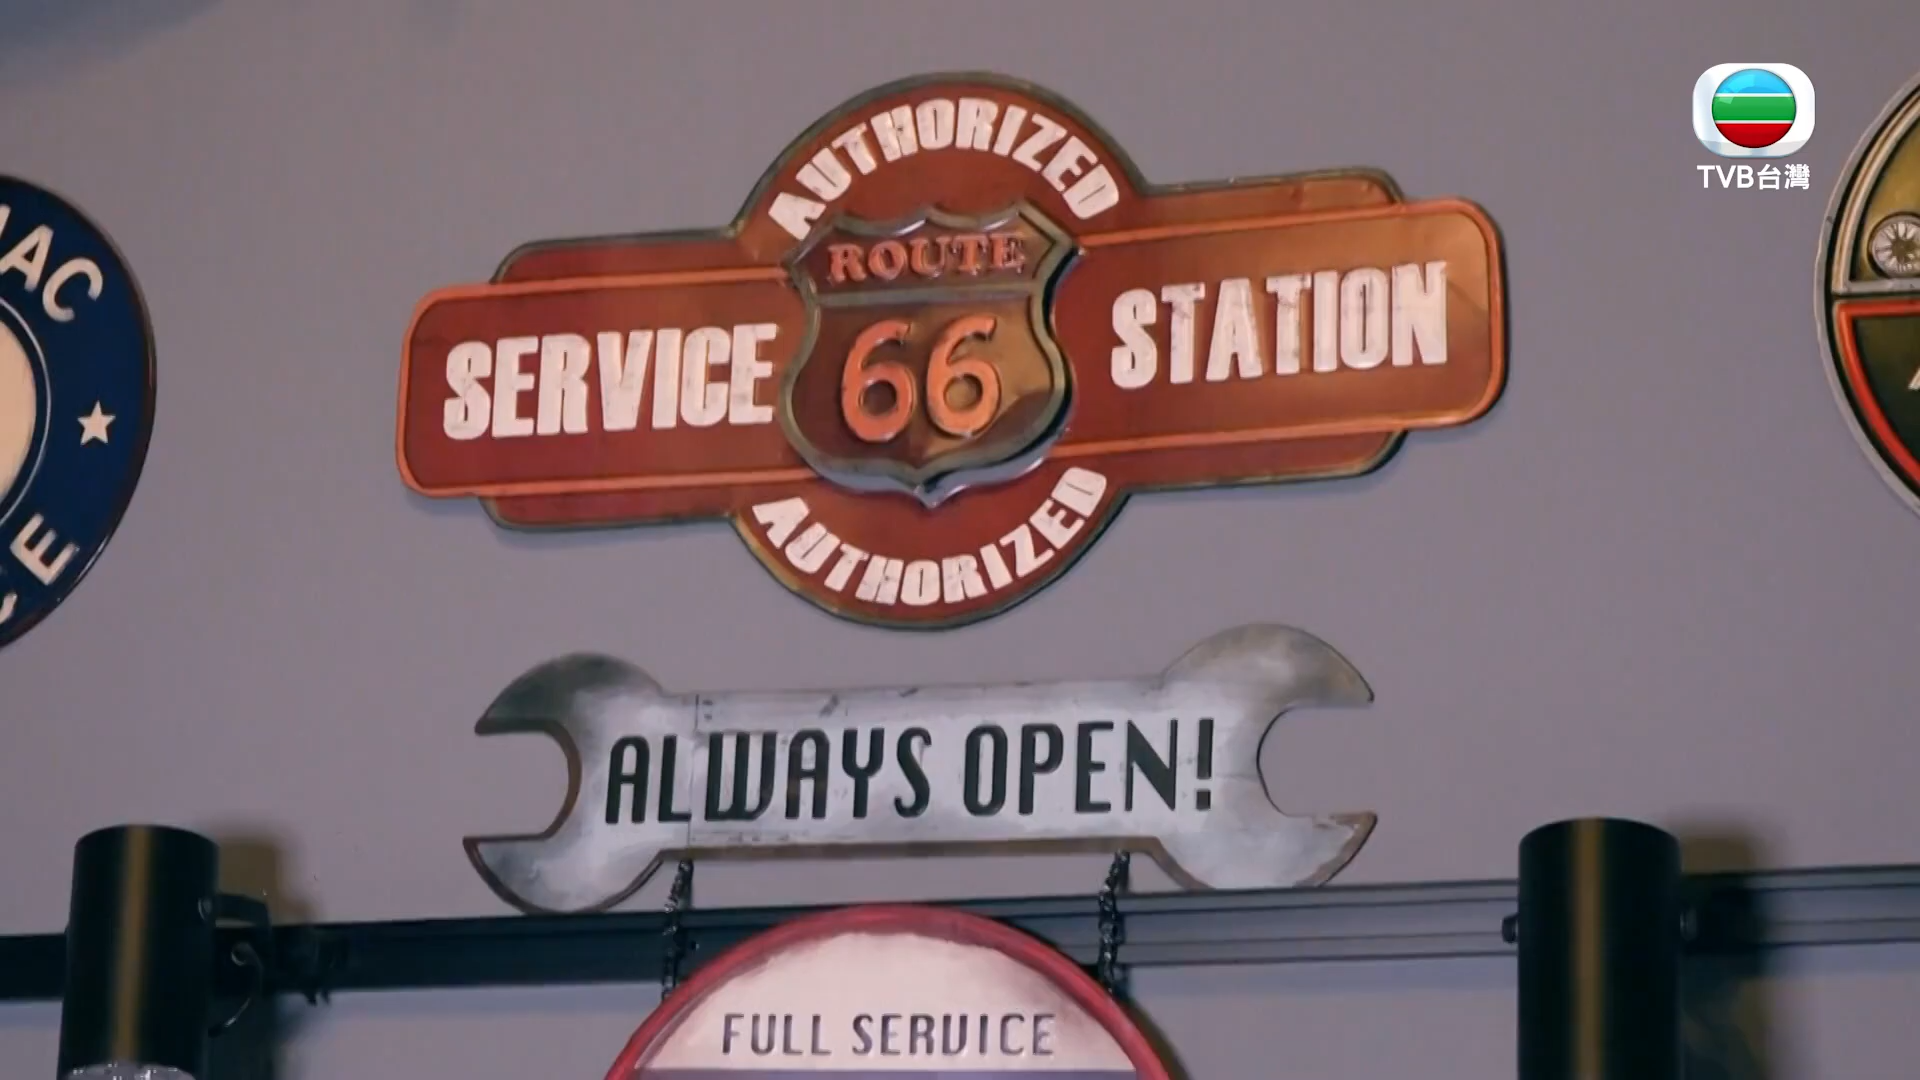 AUTHORIZED
ROUTE
66
SERVICE
STATION
AUTHORIZED
ALWAYS OPEN!
FULL SERVICE
TVB台灣